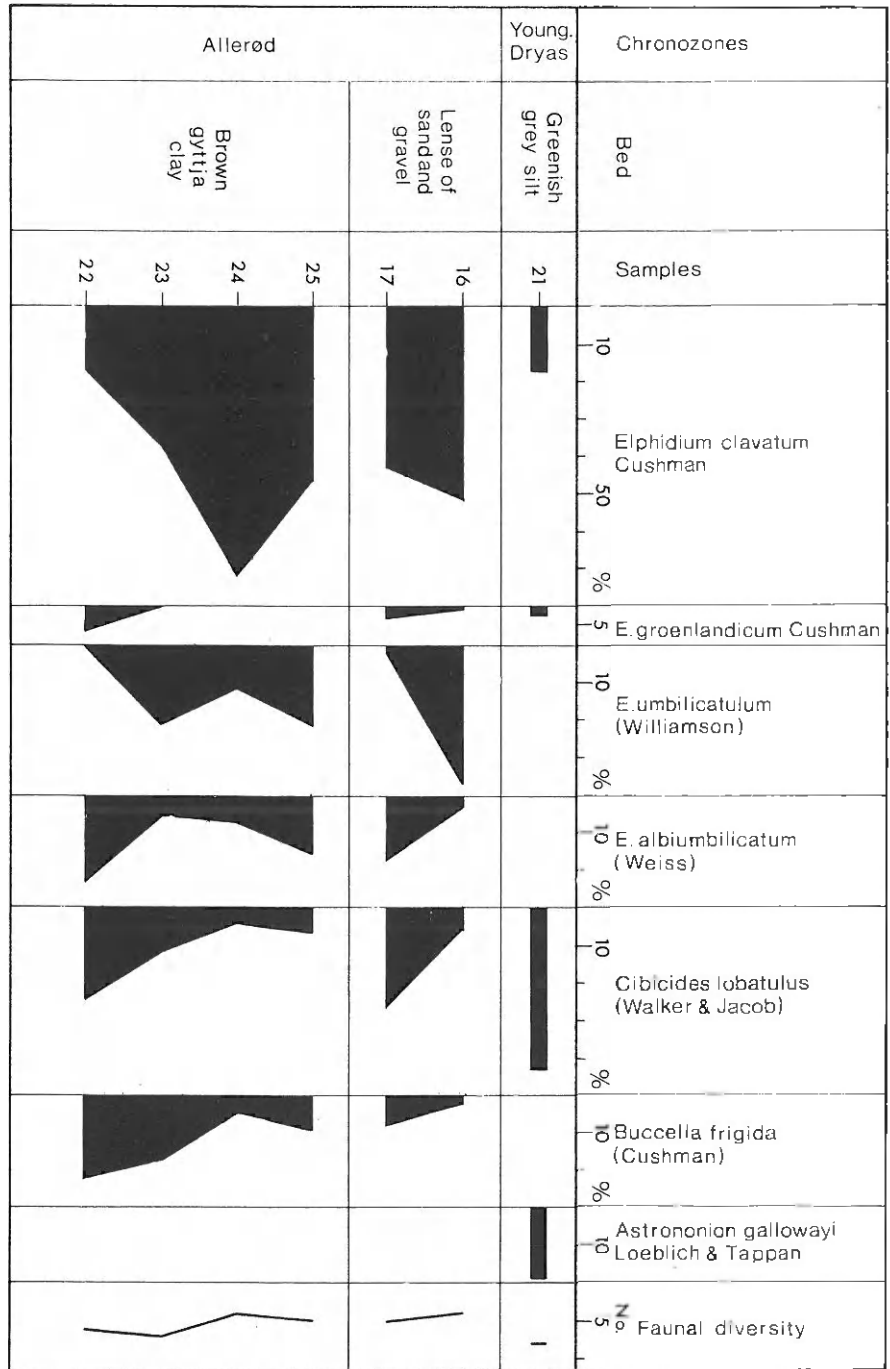 Chronozones
Young.
Dryas
Allerød
Bed
Greenish
grey silt
Lense of
sandand
gravel
Brown
gyttja
clay
Samples
21
16
17
25
24
23
22
Elphidium clavatum
Cushman
10
50
%
E.groenlandicum Cushman
5
E.umbilicatulum
(Williamson)
10
%
E.albiumbilicatum
(Weiss)
10
%
Cibicides lobatulus
(Walker & Jacob)
10
%
Buccella frigida
(Cushman)
10
%
Astrononion gallowayi
Loeblich & Tappan
10
Faunal diversity
No.
5